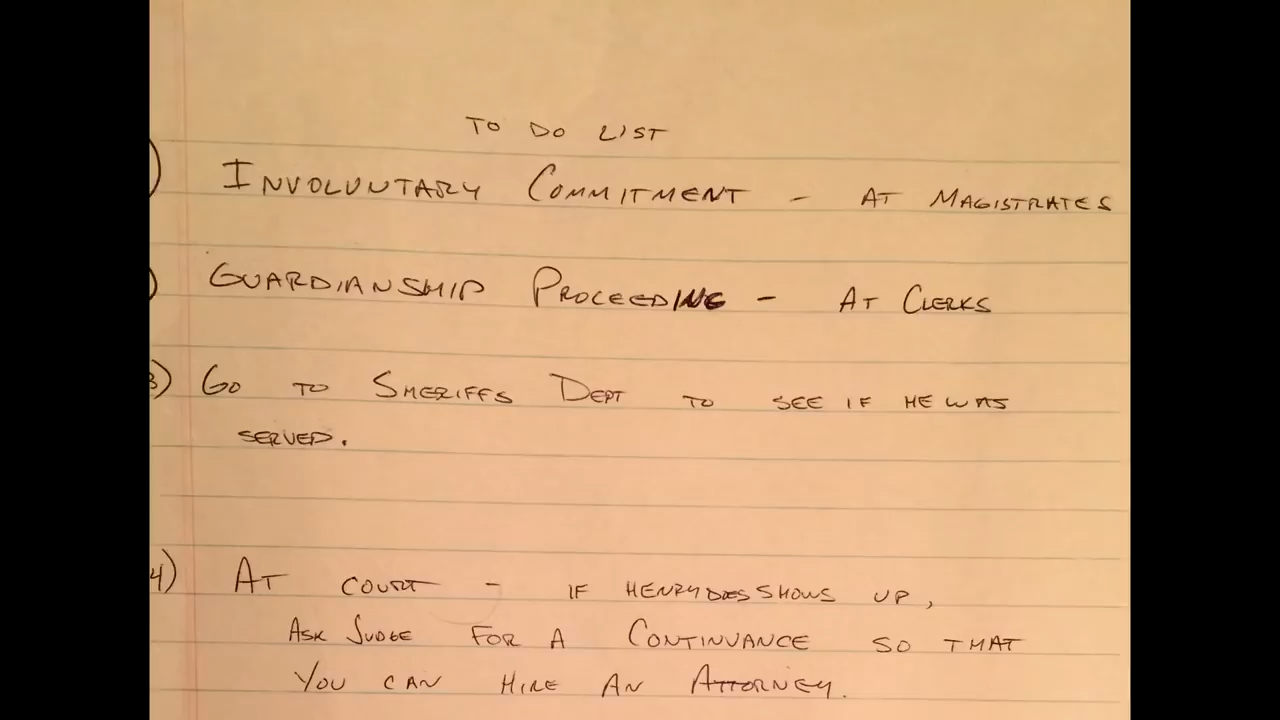 TO DO LIST
) INVOLUNTARY COMMITMENT - AT MAGISTRATES
) GUARDIANSHIP PROCEEDING - AT CLERKS
3) GO TO SHERIFFS DEPT TO SEE IF HE WAS
SERVED.
4) AT COURT - IF HENRY DOES SHOWS UP,
ASK JUDGE FOR A CONTINUANCE SO THAT
YOU CAN HIRE AN ATTORNEY.